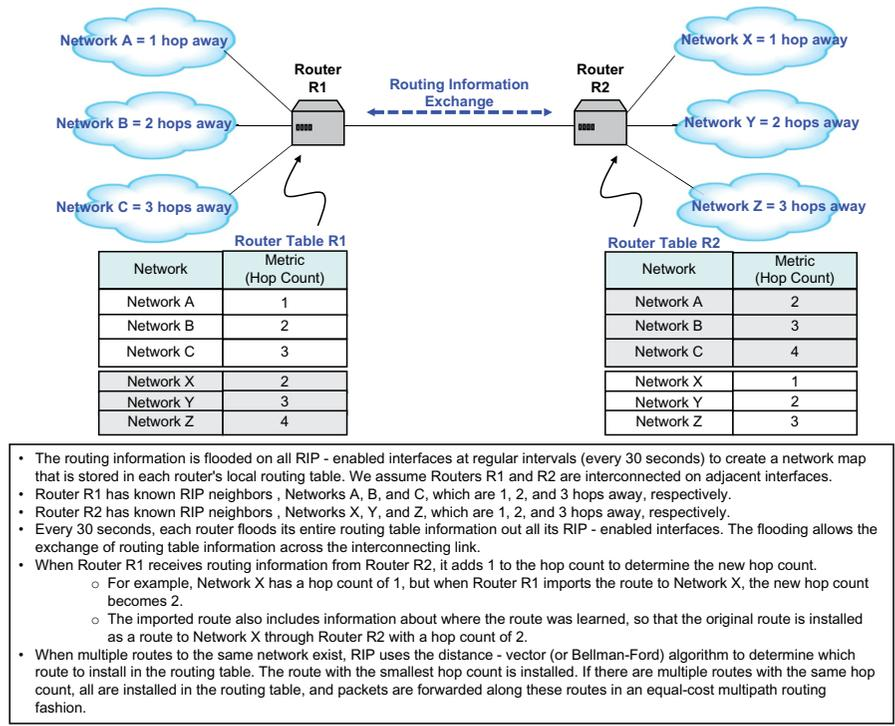 Network A = 1 hop away
Network B = 2 hops away
Network C = 3 hops away
Router
R1
Routing Information
Exchange
Router
R2
Network X = 1 hop away
Network Y = 2 hops away
Network Z = 3 hops away
Router Table R1
Network Metric
(Hop Count)
Network A 1
Network B 2
Network C 3
Network X 2
Network Y 3
Network Z 4
Router Table R2
Network Metric
(Hop Count)
Network A 2
Network B 3
Network C 4
Network X 1
Network Y 2
Network Z 3
• The routing information is flooded on all RIP - enabled interfaces at regular intervals (every 30 seconds) to create a network map
that is stored in each router's local routing table. We assume Routers R1 and R2 are interconnected on adjacent interfaces.
• Router R1 has known RIP neighbors , Networks A, B, and C, which are 1, 2, and 3 hops away, respectively.
• Router R2 has known RIP neighbors , Networks X, Y, and Z, which are 1, 2, and 3 hops away, respectively.
• Every 30 seconds, each router floods its entire routing table information out all its RIP - enabled interfaces. The flooding allows the
exchange of routing table information across the interconnecting link.
• When Router R1 receives routing information from Router R2, it adds 1 to the hop count to determine the new hop count.
o For example, Network X has a hop count of 1, but when Router R1 imports the route to Network X, the new hop count
becomes 2.
o The imported route also includes information about where the route was learned, so that the original route is installed
as a route to Network X through Router R2 with a hop count of 2.
• When multiple routes to the same network exist, RIP uses the distance - vector (or Bellman-Ford) algorithm to determine which
route to install in the routing table. The route with the smallest hop count is installed. If there are multiple routes with the same hop
count, all are installed in the routing table, and packets are forwarded along these routes in an equal-cost multipath routing
fashion.